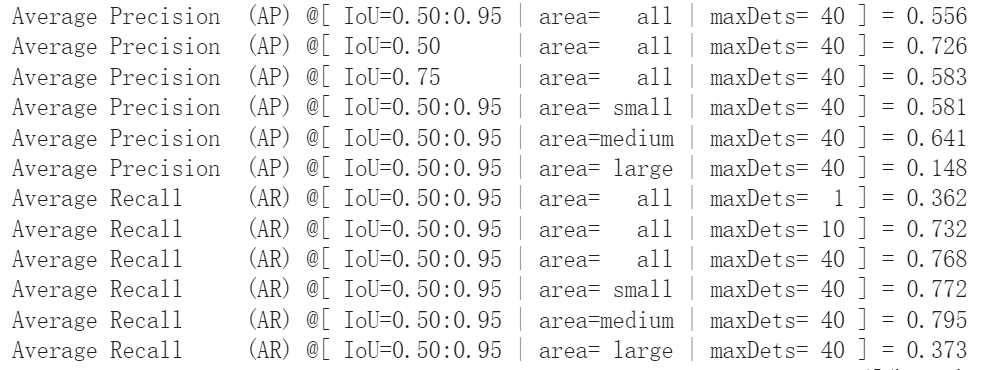 Average Precision (AP) @[ IoU=0.50:0.95 | area= all | maxDets= 40 ] = 0.556
Average Precision (AP) @[ IoU=0.50 | area= all | maxDets= 40 ] = 0.726
Average Precision (AP) @[ IoU=0.75 | area= all | maxDets= 40 ] = 0.583
Average Precision (AP) @[ IoU=0.50:0.95 | area= small | maxDets= 40 ] = 0.581
Average Precision (AP) @[ IoU=0.50:0.95 | area=medium | maxDets= 40 ] = 0.641
Average Precision (AP) @[ IoU=0.50:0.95 | area= large | maxDets= 40 ] = 0.148
Average Recall (AR) @[ IoU=0.50:0.95 | area= all | maxDets= 1 ] = 0.362
Average Recall (AR) @[ IoU=0.50:0.95 | area= all | maxDets= 10 ] = 0.732
Average Recall (AR) @[ IoU=0.50:0.95 | area= all | maxDets= 40 ] = 0.768
Average Recall (AR) @[ IoU=0.50:0.95 | area= small | maxDets= 40 ] = 0.772
Average Recall (AR) @[ IoU=0.50:0.95 | area=medium | maxDets= 40 ] = 0.795
Average Recall (AR) @[ IoU=0.50:0.95 | area= large | maxDets= 40 ] = 0.373